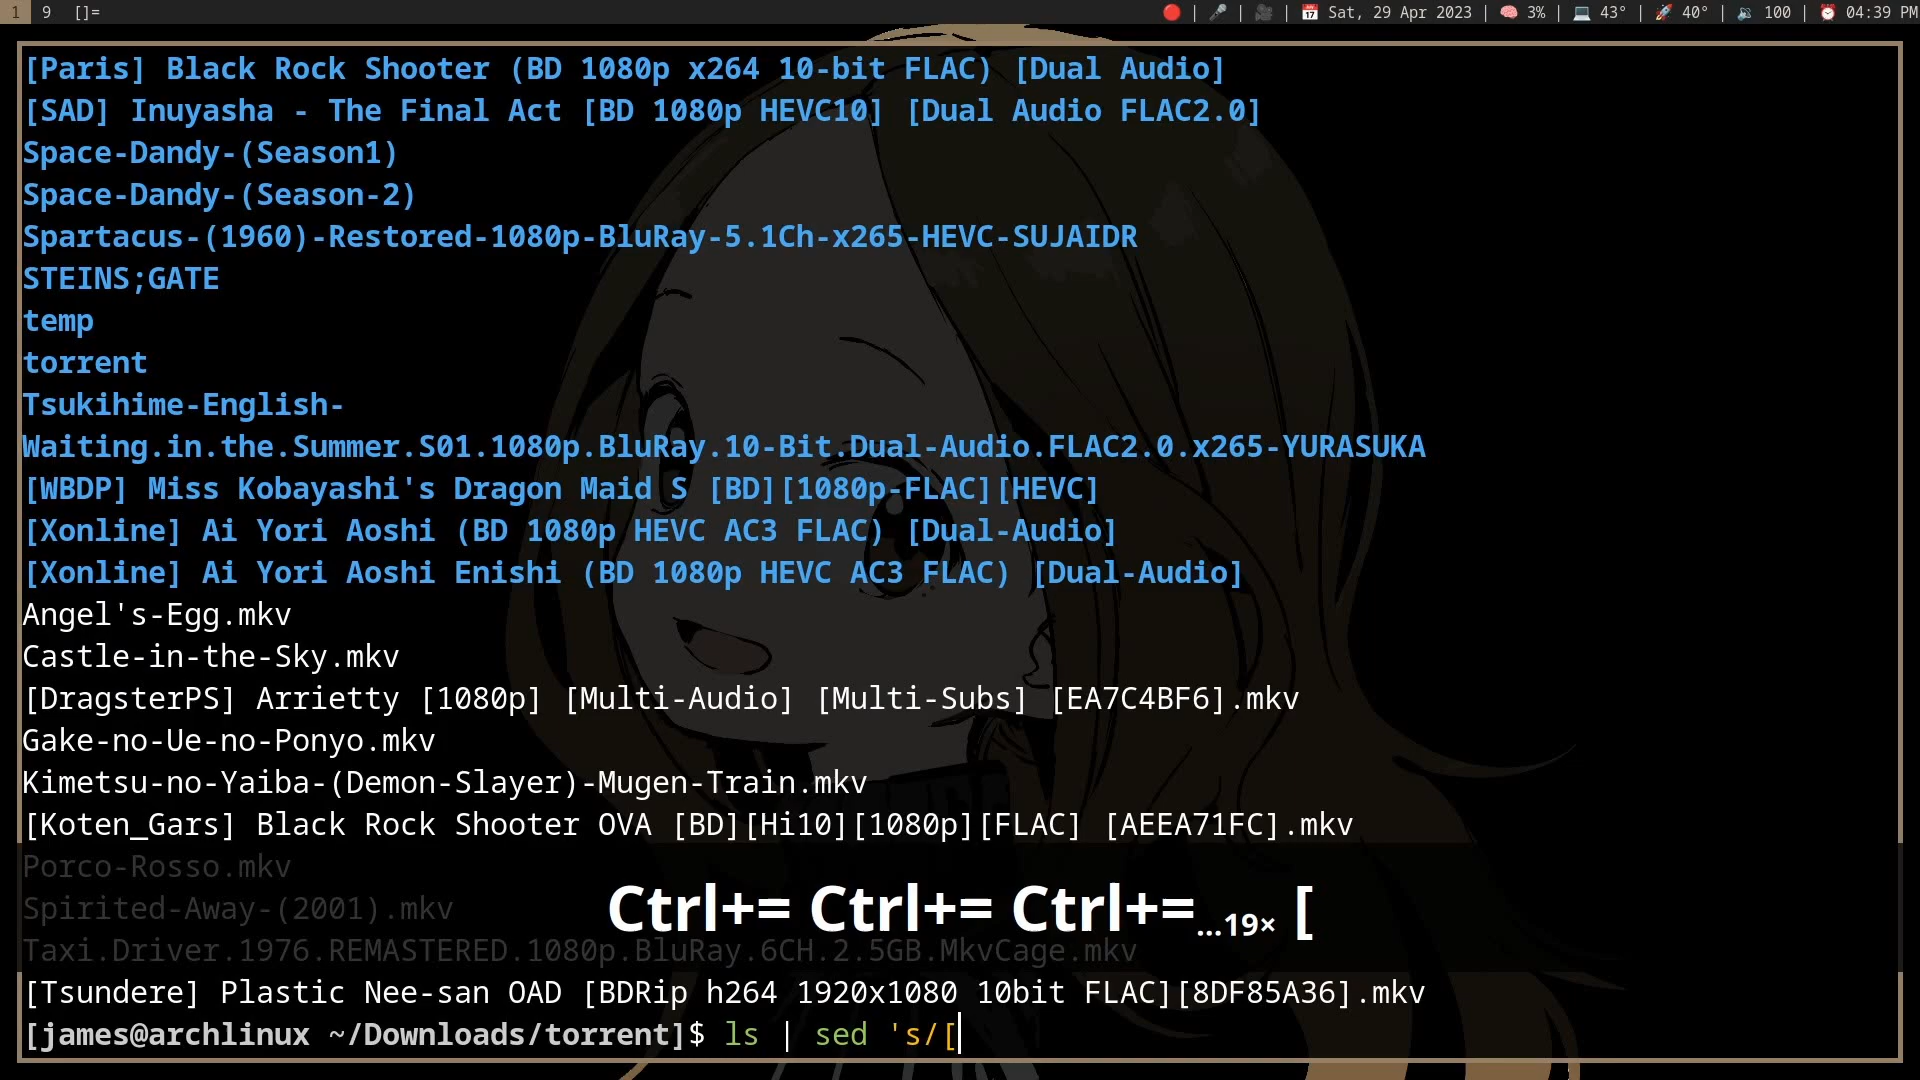 1 9 []= | | | Sat, 29 Apr 2023 | 3% | 43° | 40° | 100 | 04:39 PM
[Paris] Black Rock Shooter (BD 1080p x264 10-bit FLAC) [Dual Audio]
[SAD] Inuyasha - The Final Act [BD 1080p HEVC10] [Dual Audio FLAC2.0]
Space-Dandy-(Season1)
Space-Dandy-(Season-2)
Spartacus-(1960)-Restored-1080p-BluRay-5.1Ch-x265-HEVC-SUJAIDR
STEINS;GATE
temp
torrent
Tsukihime-English-
Waiting.in.the.Summer.S01.1080p.BluRay.10-Bit.Dual-Audio.FLAC2.0.x265-YURASUKA
[WBDP] Miss Kobayashi's Dragon Maid S [BD][1080p-FLAC][HEVC]
[Xonline] Ai Yori Aoshi (BD 1080p HEVC AC3 FLAC) [Dual-Audio]
[Xonline] Ai Yori Aoshi Enishi (BD 1080p HEVC AC3 FLAC) [Dual-Audio]
Angel's-Egg.mkv
Castle-in-the-Sky.mkv
[DragsterPS] Arrietty [1080p] [Multi-Audio] [Multi-Subs] [EA7C4BF6].mkv
Gake-no-Ue-no-Ponyo.mkv
Kimetsu-no-Yaiba-(Demon-Slayer)-Mugen-Train.mkv
[Koten_Gars] Black Rock Shooter OVA [BD][Hi10][1080p][FLAC] [AEEA71FC].mkv
Porco-Rosso.mkv
Spirited-Away-(2001).mkv
Ctrl+= Ctrl+= Ctrl+=...19× [
Taxi.Driver.1976.REMASTERED.1080p.BluRay.6CH.2.5GB.MkvCage.mkv
[Tsundere] Plastic Nee-san OAD [BDRip h264 1920x1080 10bit FLAC][8DF85A36].mkv
[james@archlinux ~/Downloads/torrent]$ ls | sed 's/[